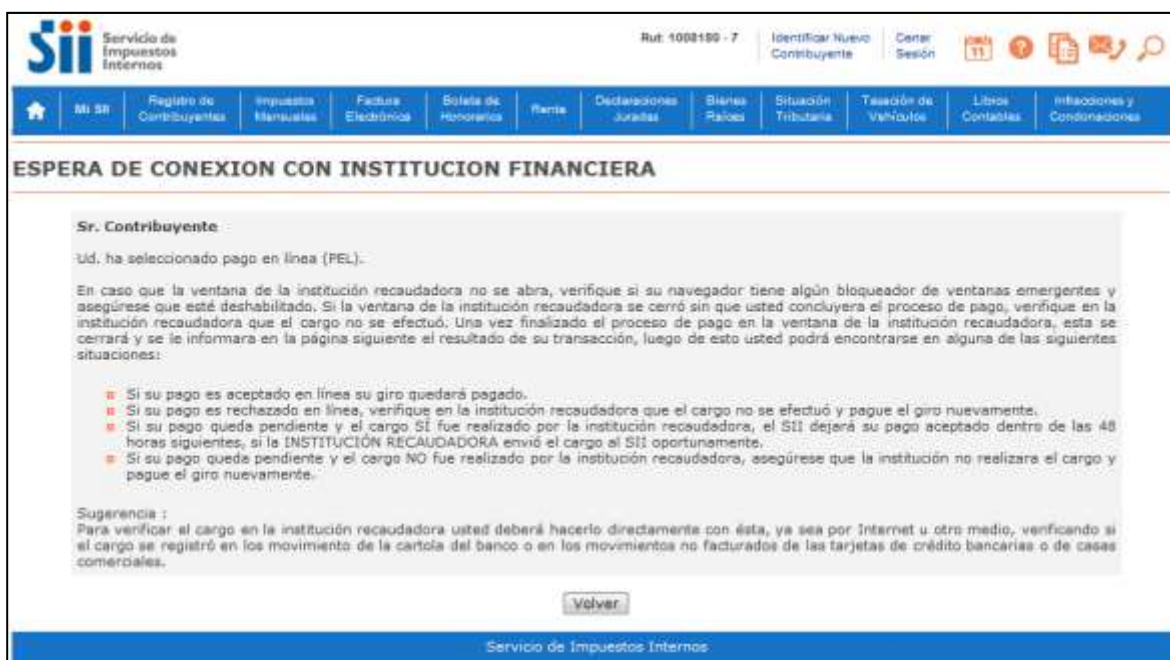 Sii Servicio de
Impuestos
Internos
Rut: 1008180 - 7
Identificar Nuevo
Contribuyente
Cerrar
Sesión
11
Mi SII
Registro de
Contribuyentes
Impuestos
Mensuales
Factura
Electrónica
Boleta de
Honorarios
Renta
Declaraciones
Juradas
Bienes
Raíces
Situación
Tributaria
Tasación de
Vehículos
Libros
Contables
Infracciones y
Condonaciones
ESPERA DE CONEXION CON INSTITUCION FINANCIERA
Sr. Contribuyente
Ud. ha seleccionado pago en línea (PEL).
En caso que la ventana de la institución recaudadora no se abra, verifique si su navegador tiene algún bloqueador de ventanas emergentes y
asegúrese que esté deshabilitado. Si la ventana de la institución recaudadora se cerró sin que usted concluyera el proceso de pago, verifique en la
institución recaudadora que el cargo no se efectuó. Una vez finalizado el proceso de pago en la ventana de la institución recaudadora, esta se
cerrará y se le informara en la página siguiente el resultado de su transacción, luego de esto usted podrá encontrarse en alguna de las siguientes
situaciones:
Si su pago es aceptado en línea su giro quedará pagado.
Si su pago es rechazado en línea, verifique en la institución recaudadora que el cargo no se efectuó y pague el giro nuevamente.
Si su pago queda pendiente y el cargo SÍ fue realizado por la institución recaudadora, el SII dejará su pago aceptado dentro de las 48
horas siguientes, si la INSTITUCIÓN RECAUDADORA envió el cargo al SII oportunamente.
Si su pago queda pendiente y el cargo NO fue realizado por la institución recaudadora, asegúrese que la institución no realizara el cargo y
pague el giro nuevamente.
Sugerencia :
Para verificar el cargo en la institución recaudadora usted deberá hacerlo directamente con ésta, ya sea por Internet u otro medio, verificando si
el cargo se registró en los movimiento de la cartola del banco o en los movimientos no facturados de las tarjetas de crédito bancarias o de casas
comerciales.
Volver
Servicio de Impuestos Internos